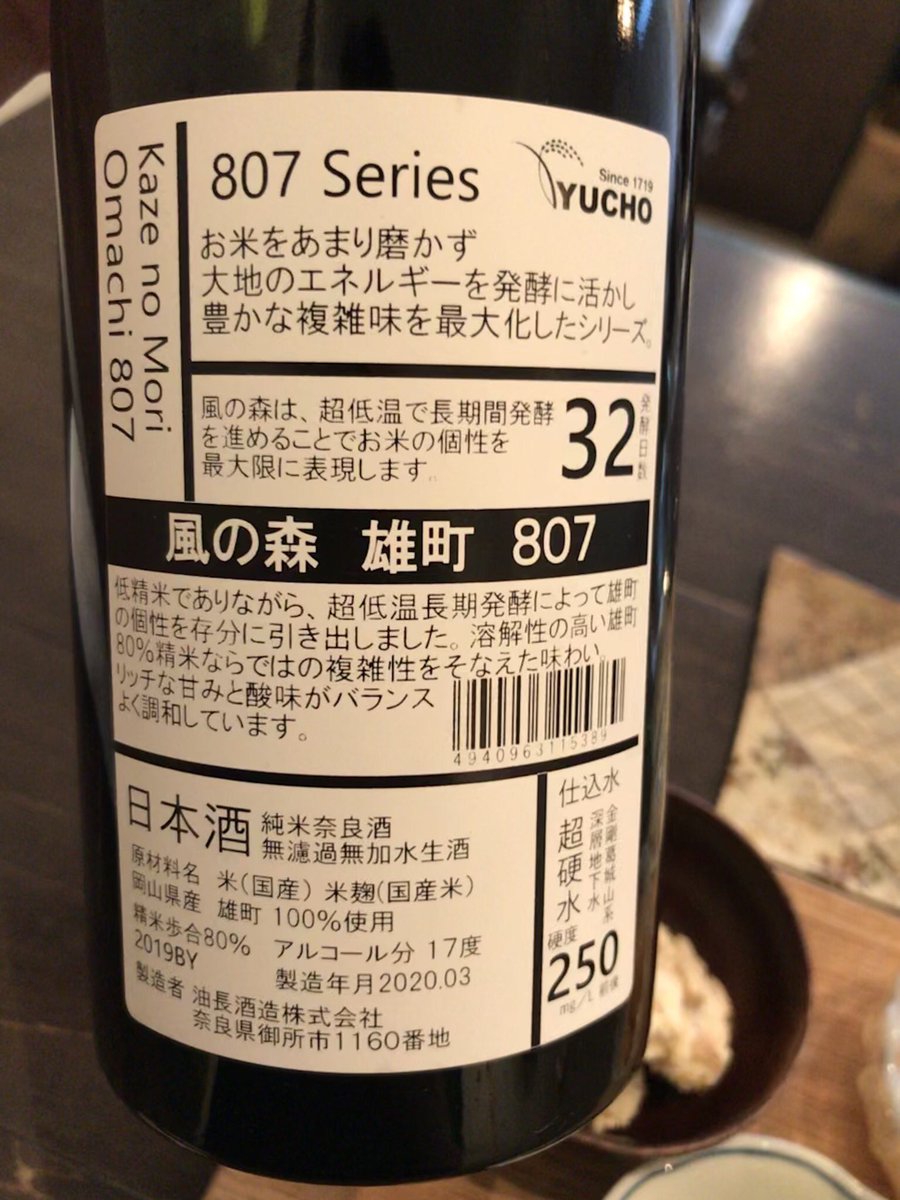 Kaze no Mori
Omachi 807
807 Series
Since 1719
YUCHO
お米をあまり磨かず
大地のエネルギーを発酵に活かし
豊かな複雑味を最大化したシリーズ。
風の森は、超低温で長期間発酵
を進めることでお米の個性を
最大限に表現します。
32
発酵日数
風の森 雄町 807
低精米でありながら、超低温長期発酵によって雄町
の個性を存分に引き出しました。溶解性の高い雄町
80%精米ならではの複雑性をそなえた味わい。
リッチな甘みと酸味がバランス
よく調和しています。
4940963115389
日本酒
純米奈良酒
無濾過無加水生酒
原材料名 米(国産) 米麹(国産米)
岡山県産 雄町 100%使用
精米歩合80% アルコール分 17度
2019BY 製造年月2020.03
製造者 油長酒造株式会社
奈良県御所市1160番地
仕込水
超硬水
金剛葛城山系
深層地下水
硬度
250
mg/L 前後